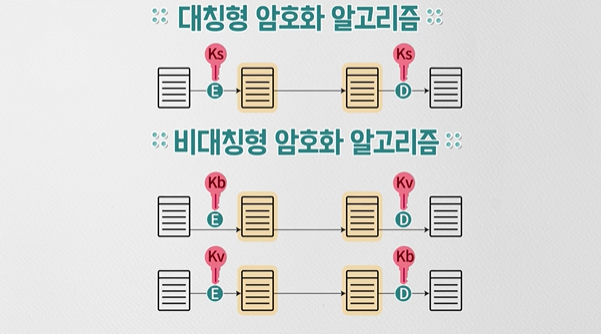 대칭형 암호화 알고리즘
Ks Ks
E D
비대칭형 암호화 알고리즘
Kb Kv
E D
Kv Kb
E D